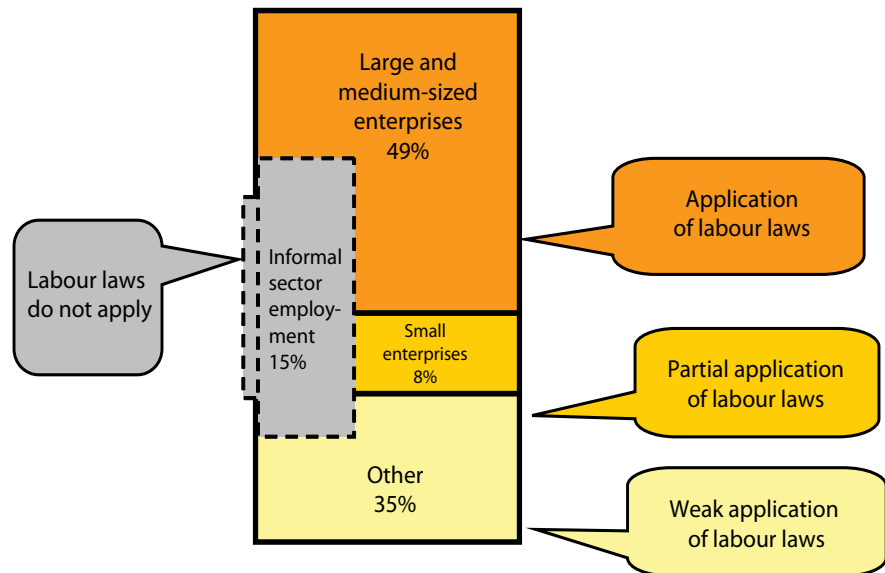 Large and
medium-sized
enterprises
49%
Application
of labour laws
Labour laws
do not apply
Informal
sector
employ-
ment
15%
Small
enterprises
8%
Partial application
of labour laws
Other
35%
Weak application
of labour laws